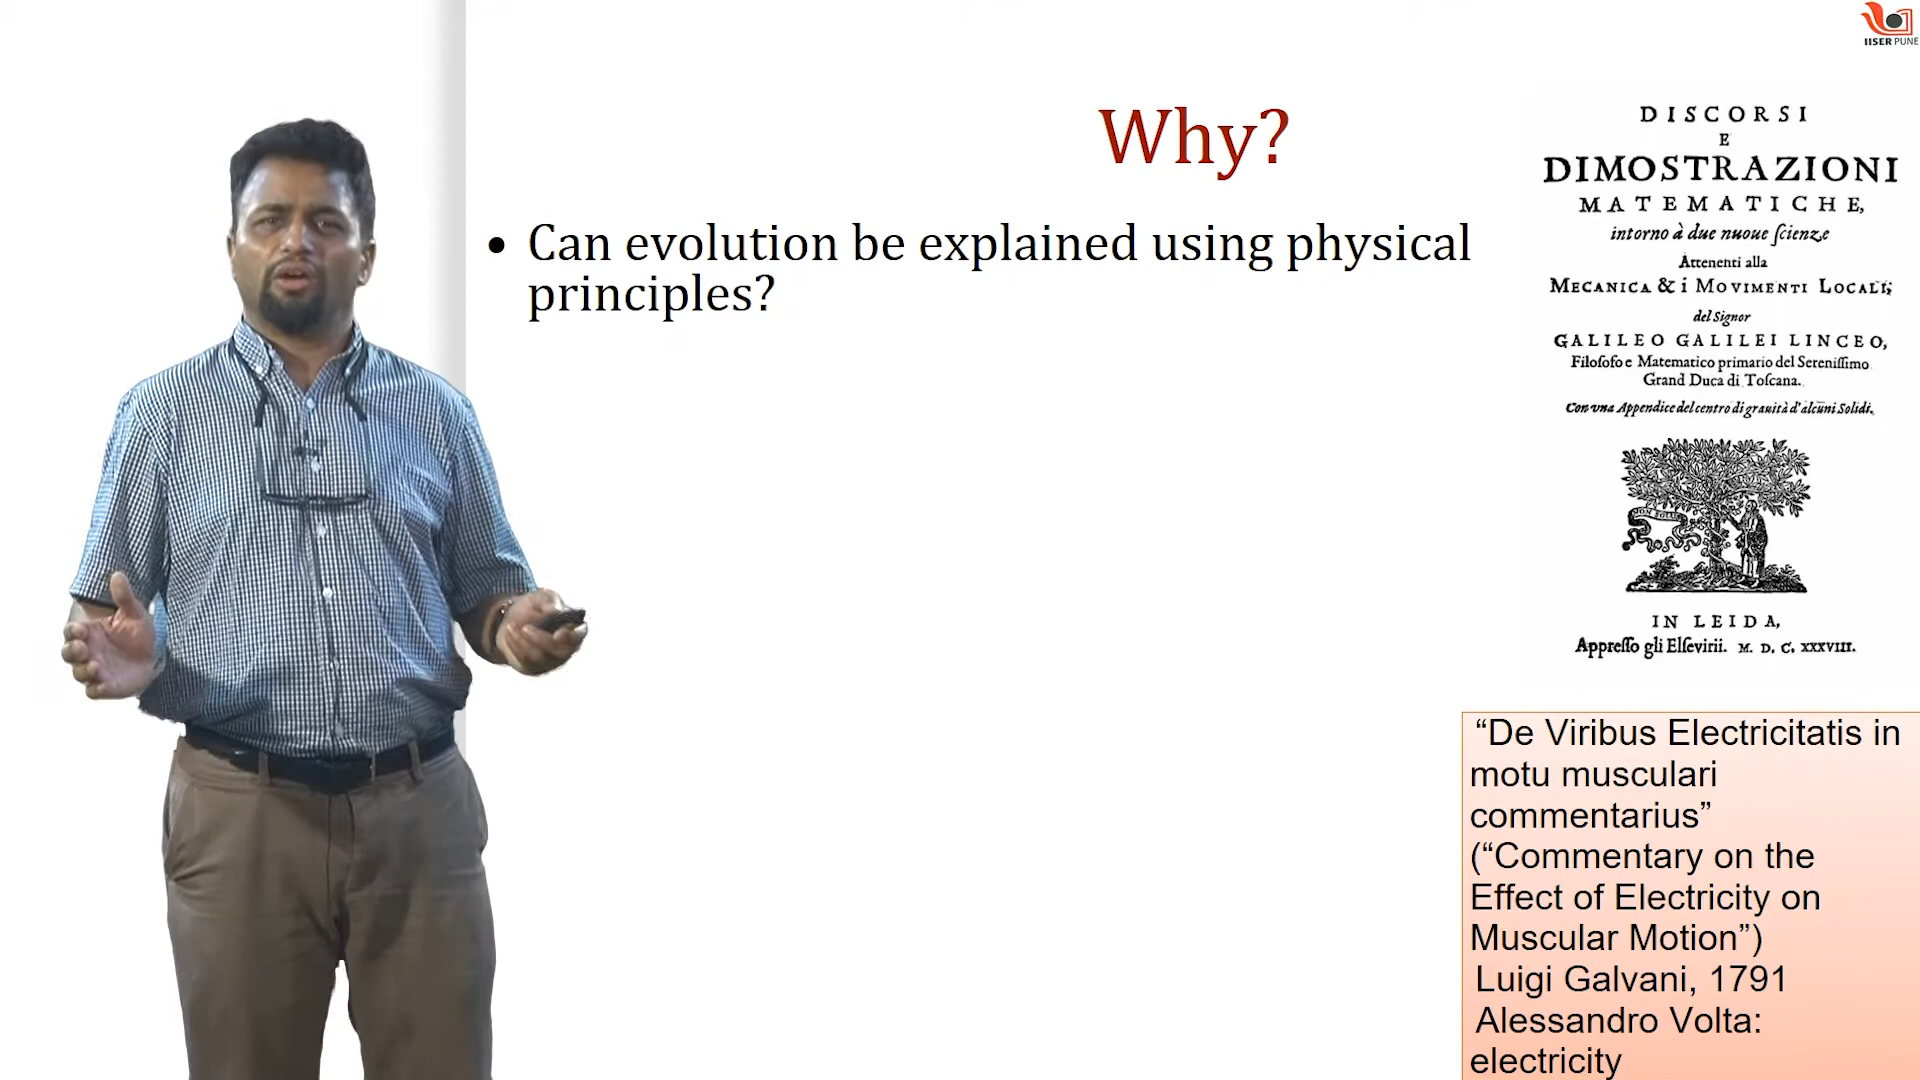 IISER PUNE
Why?
• Can evolution be explained using physical
principles?
DISCORSI
E
DIMOSTRAZIONI
MATEMATICHE,
intorno à due nuoue ſcienze
Attenenti alla
MECANICA & i MOVIMENTI LOCALI;
del Signor
GALILEO GALILEI LINCEO,
Filoſofo e Matematico primario del Sereniſſimo
Grand Duca di Toſcana.
Con vna Appendice del centro di grauità d'alcuni Solidi.
IN LEIDA,
Appreſſo gli Elſevirii. M. D. C. XXXVIII.
“De Viribus Electricitatis in
motu musculari
commentarius”
(“Commentary on the
Effect of Electricity on
Muscular Motion”)
Luigi Galvani, 1791
Alessandro Volta:
electricity